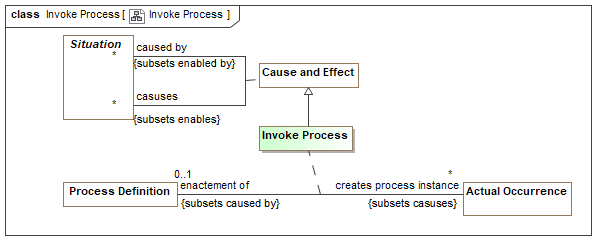 class Invoke Process [ Invoke Process ]
Situation
*
caused by
{subsets enabled by}
casuses
*
{subsets enables}
Cause and Effect
Invoke Process
0..1
*
Process Definition
enactement of
creates process instance
Actual Occurrence
{subsets caused by}
{subsets casuses}